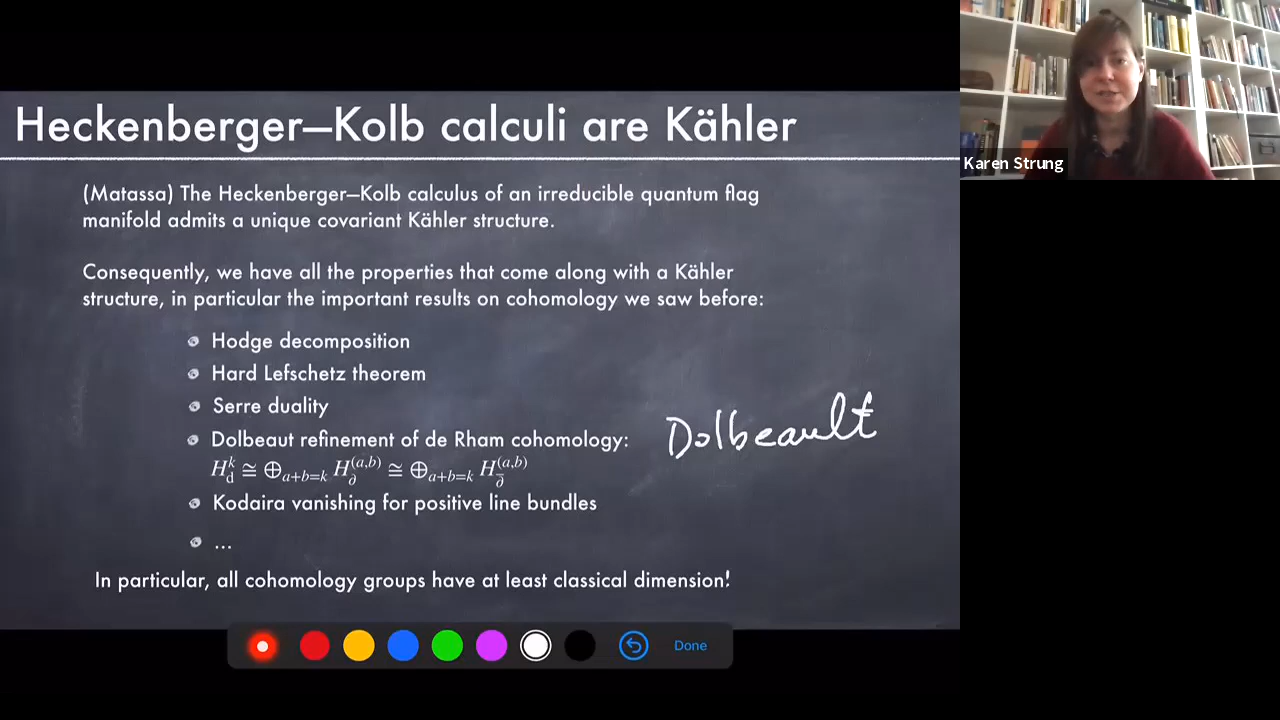 Heckenberger—Kolb calculi are Kähler
(Matassa) The Heckenberger—Kolb calculus of an irreducible quantum flag
manifold admits a unique covariant Kähler structure.
Consequently, we have all the properties that come along with a Kähler
structure, in particular the important results on cohomology we saw before:
Hodge decomposition
Hard Lefschetz theorem
Serre duality
Dolbeaut refinement of de Rham cohomology:
Dolbeault
H_d^k ≅ ⊕_{a+b=k} H_∂^{(a,b)} ≅ ⊕_{a+b=k} H_{\bar{∂}}^{(a,b)}
Kodaira vanishing for positive line bundles
...
In particular, all cohomology groups have at least classical dimension!
Done
Karen Strung